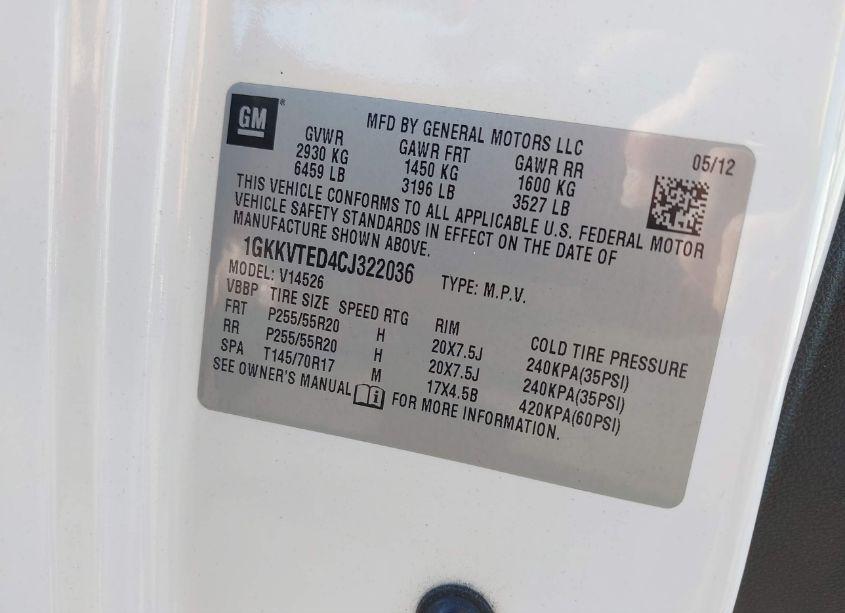 GM®
MFD BY GENERAL MOTORS LLC
05/12
GVWR GAWR FRT GAWR RR
2930 KG 1450 KG 1600 KG
6459 LB 3196 LB 3527 LB
THIS VEHICLE CONFORMS TO ALL APPLICABLE U.S. FEDERAL MOTOR
VEHICLE SAFETY STANDARDS IN EFFECT ON THE DATE OF
MANUFACTURE SHOWN ABOVE.
1GKKVTED4CJ322036 TYPE: M.P.V.
MODEL: V14526
VBBP TIRE SIZE SPEED RTG RIM COLD TIRE PRESSURE
FRT P255/55R20 H 20X7.5J 240KPA(35PSI)
RR P255/55R20 H 20X7.5J 240KPA(35PSI)
SPA T145/70R17 M 17X4.5B 420KPA(60PSI)
SEE OWNER'S MANUAL FOR MORE INFORMATION.